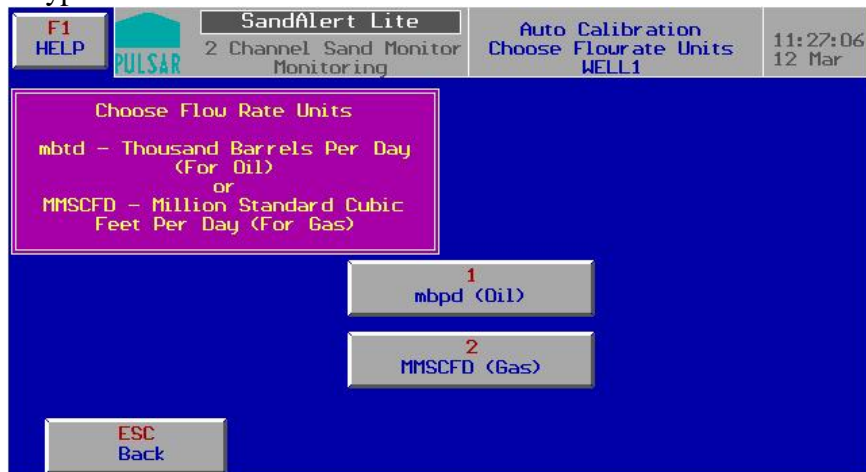 F1
HELP
PULSAR
SandAlert Lite
2 Channel Sand Monitor
Monitoring
Auto Calibration
Choose Flowrate Units
WELL1
11:27:06
12 Mar
Choose Flow Rate Units
mbtd - Thousand Barrels Per Day
(For Oil)
or
MMSCFD - Million Standard Cubic
Feet Per Day (For Gas)
1
mbpd (Oil)
2
MMSCFD (Gas)
ESC
Back